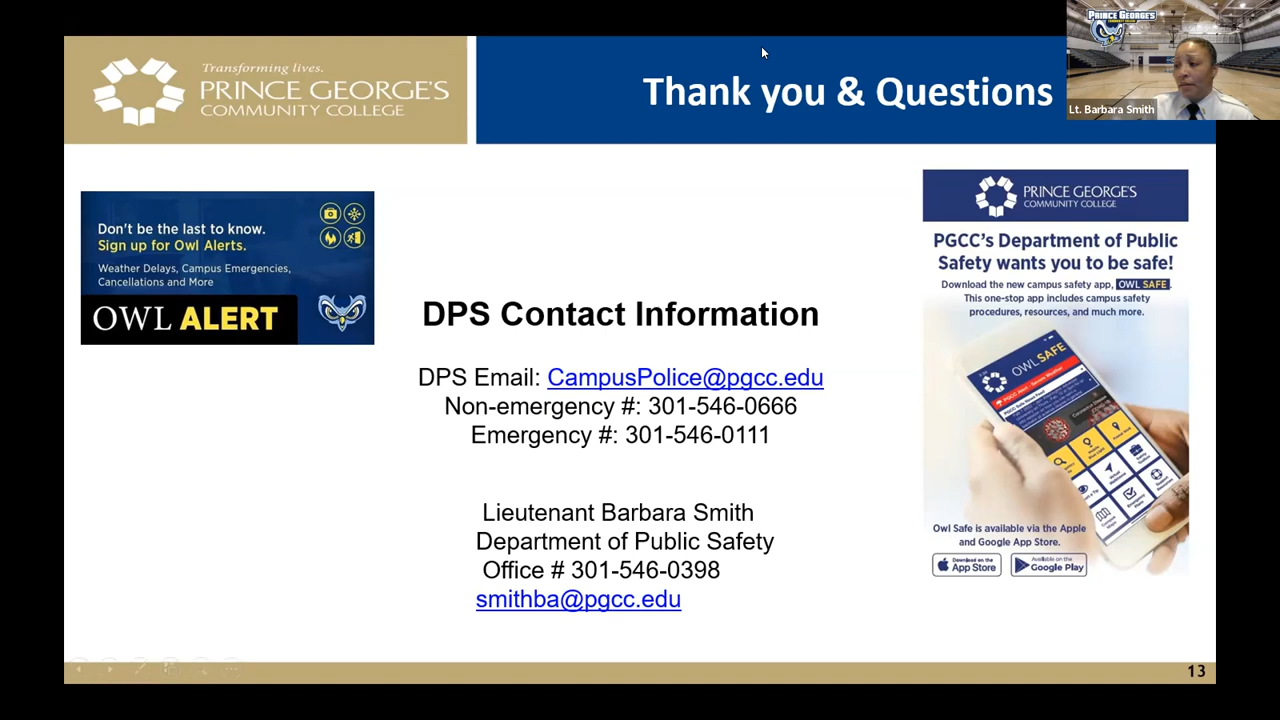 Transforming lives.
PRINCE GEORGE'S
COMMUNITY COLLEGE
Thank you & Questions
PRINCE GEORGE'S
Lt. Barbara Smith
Don't be the last to know.
Sign up for Owl Alerts.
Weather Delays, Campus Emergencies,
Cancellations and More
OWL ALERT
DPS Contact Information
DPS Email: CampusPolice@pgcc.edu
Non-emergency #: 301-546-0666
Emergency #: 301-546-0111
Lieutenant Barbara Smith
Department of Public Safety
Office # 301-546-0398
smithba@pgcc.edu
PRINCE GEORGE'S
COMMUNITY COLLEGE
PGCC's Department of Public
Safety wants you to be safe!
Download the new campus safety app, OWL SAFE.
This one-stop app includes campus safety
procedures, resources, and much more.
OWL SAFE
Owl Safe is available via the Apple
and Google App Store.
Download on the
App Store
Available on the
Google Play
13